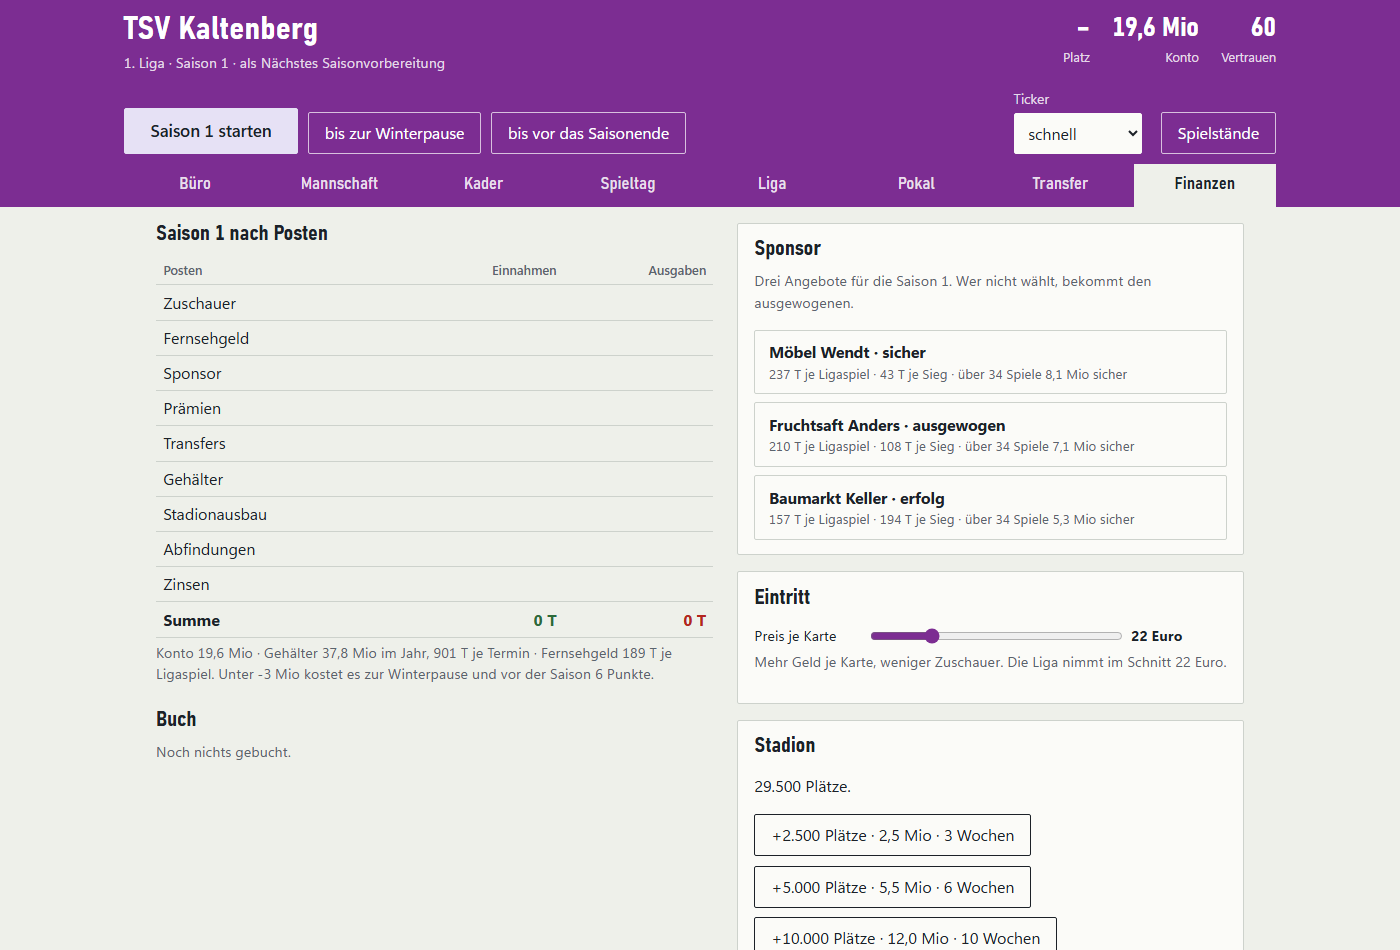 TSV Kaltenberg
1. Liga · Saison 1 · als Nächstes Saisonvorbereitung
–
Platz
19,6 Mio
Konto
60
Vertrauen
Saison 1 starten
bis zur Winterpause
bis vor das Saisonende
Ticker
schnell
Spielstände
Büro
Mannschaft
Kader
Spieltag
Liga
Pokal
Transfer
Finanzen
Saison 1 nach Posten
Posten Einnahmen Ausgaben
Zuschauer
Fernsehgeld
Sponsor
Prämien
Transfers
Gehälter
Stadionausbau
Abfindungen
Zinsen
Summe 0 T 0 T
Konto 19,6 Mio · Gehälter 37,8 Mio im Jahr, 901 T je Termin · Fernsehgeld 189 T je
Ligaspiel. Unter -3 Mio kostet es zur Winterpause und vor der Saison 6 Punkte.
Buch
Noch nichts gebucht.
Sponsor
Drei Angebote für die Saison 1. Wer nicht wählt, bekommt den
ausgewogenen.
Möbel Wendt · sicher
237 T je Ligaspiel · 43 T je Sieg · über 34 Spiele 8,1 Mio sicher
Fruchtsaft Anders · ausgewogen
210 T je Ligaspiel · 108 T je Sieg · über 34 Spiele 7,1 Mio sicher
Baumarkt Keller · erfolg
157 T je Ligaspiel · 194 T je Sieg · über 34 Spiele 5,3 Mio sicher
Eintritt
Preis je Karte 22 Euro
Mehr Geld je Karte, weniger Zuschauer. Die Liga nimmt im Schnitt 22 Euro.
Stadion
29.500 Plätze.
+2.500 Plätze · 2,5 Mio · 3 Wochen
+5.000 Plätze · 5,5 Mio · 6 Wochen
+10.000 Plätze · 12,0 Mio · 10 Wochen